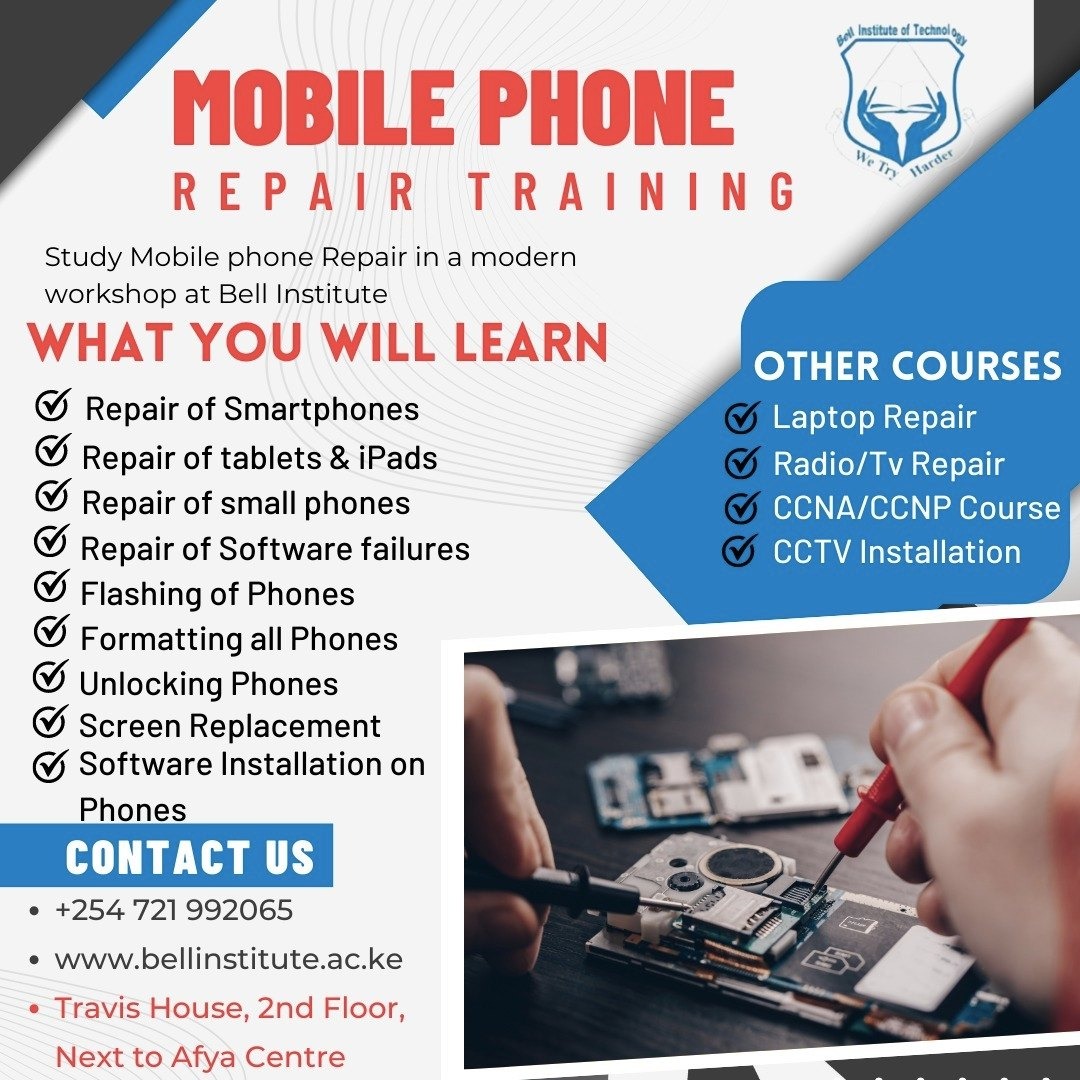 Bell Institute of Technology
We Try Harder
MOBILE PHONE
REPAIR TRAINING
Study Mobile phone Repair in a modern
workshop at Bell Institute
WHAT YOU WILL LEARN
Repair of Smartphones
Repair of tablets & iPads
Repair of small phones
Repair of Software failures
Flashing of Phones
Formatting all Phones
Unlocking Phones
Screen Replacement
Software Installation on
Phones
OTHER COURSES
Laptop Repair
Radio/Tv Repair
CCNA/CCNP Course
CCTV Installation
CONTACT US
+254 721 992065
www.bellinstitute.ac.ke
Travis House, 2nd Floor,
Next to Afya Centre